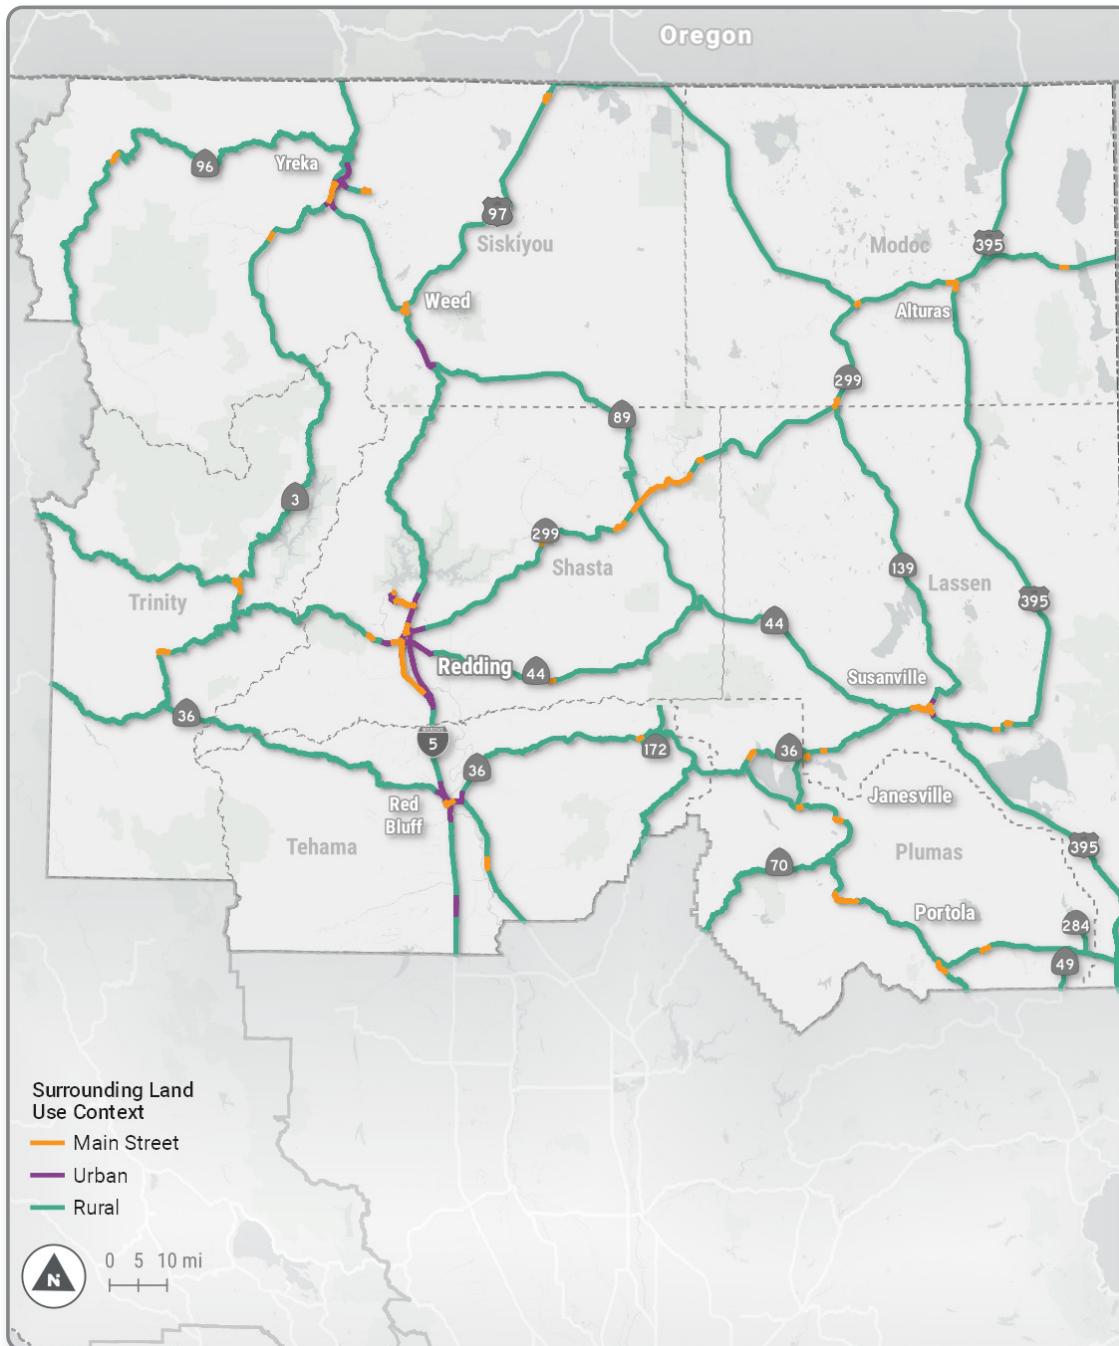 Oregon
96
Yreka
97
Siskiyou
395
Modoc
Weed
Alturas
299
89
3
299
Shasta
139
Lassen
Trinity
395
44
Redding
44
Susanville
36
5
172
36
36
Red
Bluff
Janesville
Tehama
395
70
Plumas
Portola
284
49
Surrounding Land
Use Context
Main Street
Urban
Rural
N
0 5 10 mi